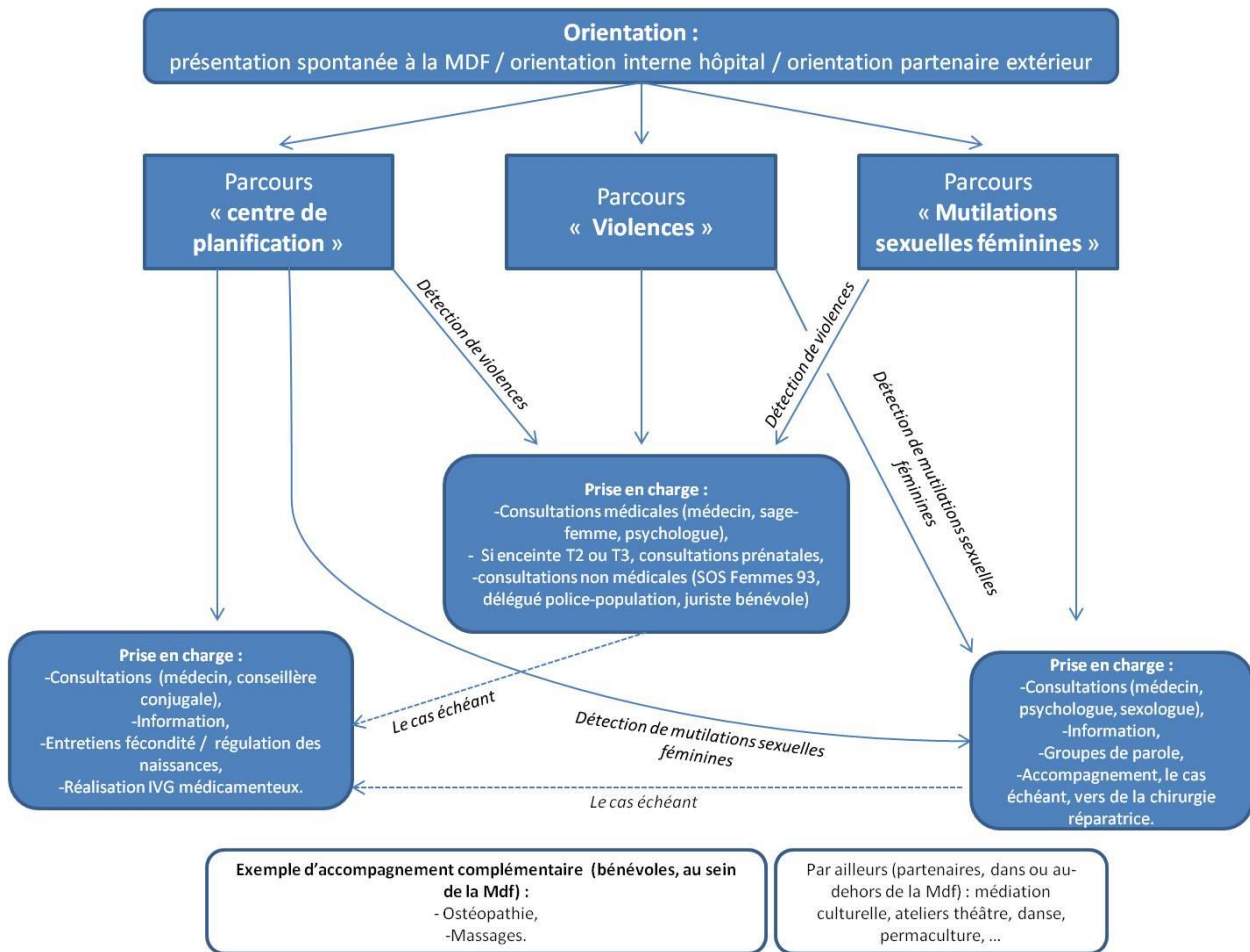 Orientation :
présentation spontanée à la MDF / orientation interne hôpital / orientation partenaire extérieur
Parcours
« centre de
planification »
Parcours
« Violences »
Parcours
« Mutilations
sexuelles féminines »
Détection de violences
Détection de violences
Détection de mutilations sexuelles
féminines
Prise en charge :
-Consultations médicales (médecin, sage-
femme, psychologue),
- Si enceinte T2 ou T3, consultations prénatales,
-consultations non médicales (SOS Femmes 93,
délégué police-population, juriste bénévole)
Prise en charge :
-Consultations (médecin, conseillère
conjugale),
-Information,
-Entretiens fécondité / régulation des
naissances,
-Réalisation IVG médicamenteux.
Le cas échéant
Détection de mutilations sexuelles
féminines
Le cas échéant
Prise en charge :
-Consultations (médecin,
psychologue, sexologue),
-Information,
-Groupes de parole,
-Accompagnement, le cas
échéant, vers de la chirurgie
réparatrice.
Exemple d'accompagnement complémentaire (bénévoles, au sein
de la Mdf) :
- Ostéopathie,
-Massages.
Par ailleurs (partenaires, dans ou au-
dehors de la Mdf) : médiation
culturelle, ateliers théâtre, danse,
permaculture, ...